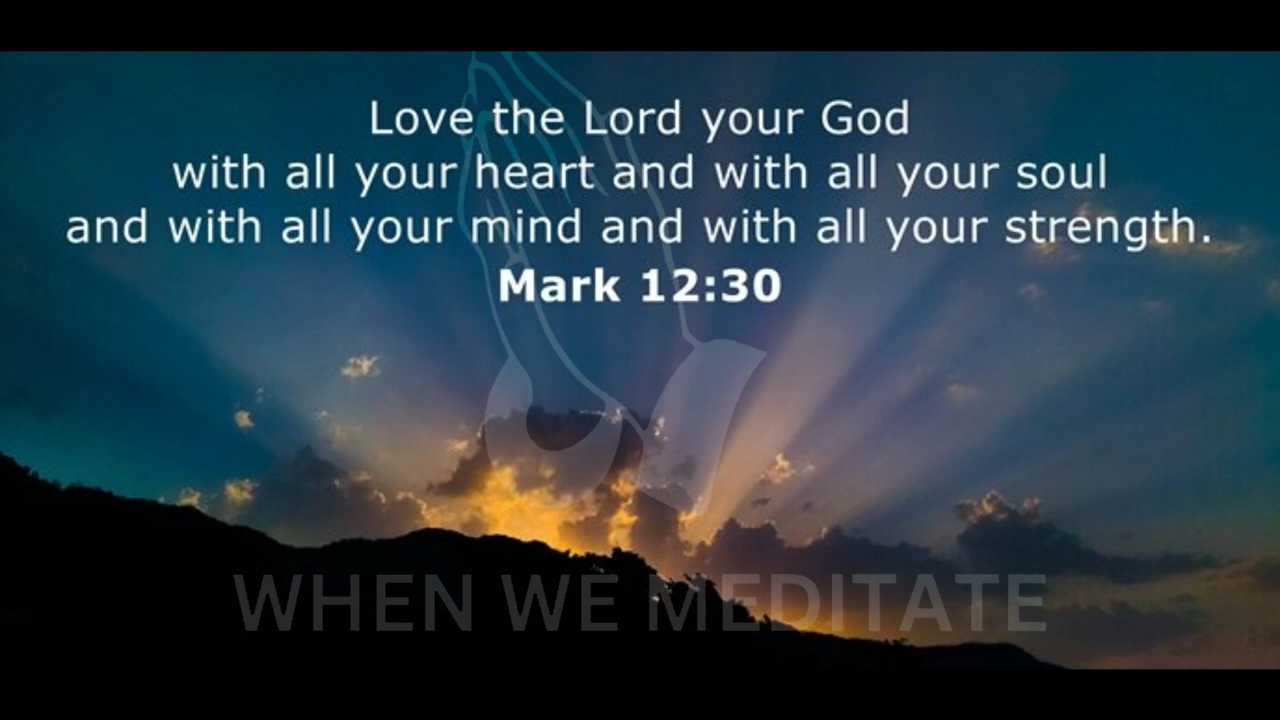 Love the Lord your God
with all your heart and with all your soul
and with all your mind and with all your strength.
Mark 12:30
WHEN WE MEDITATE